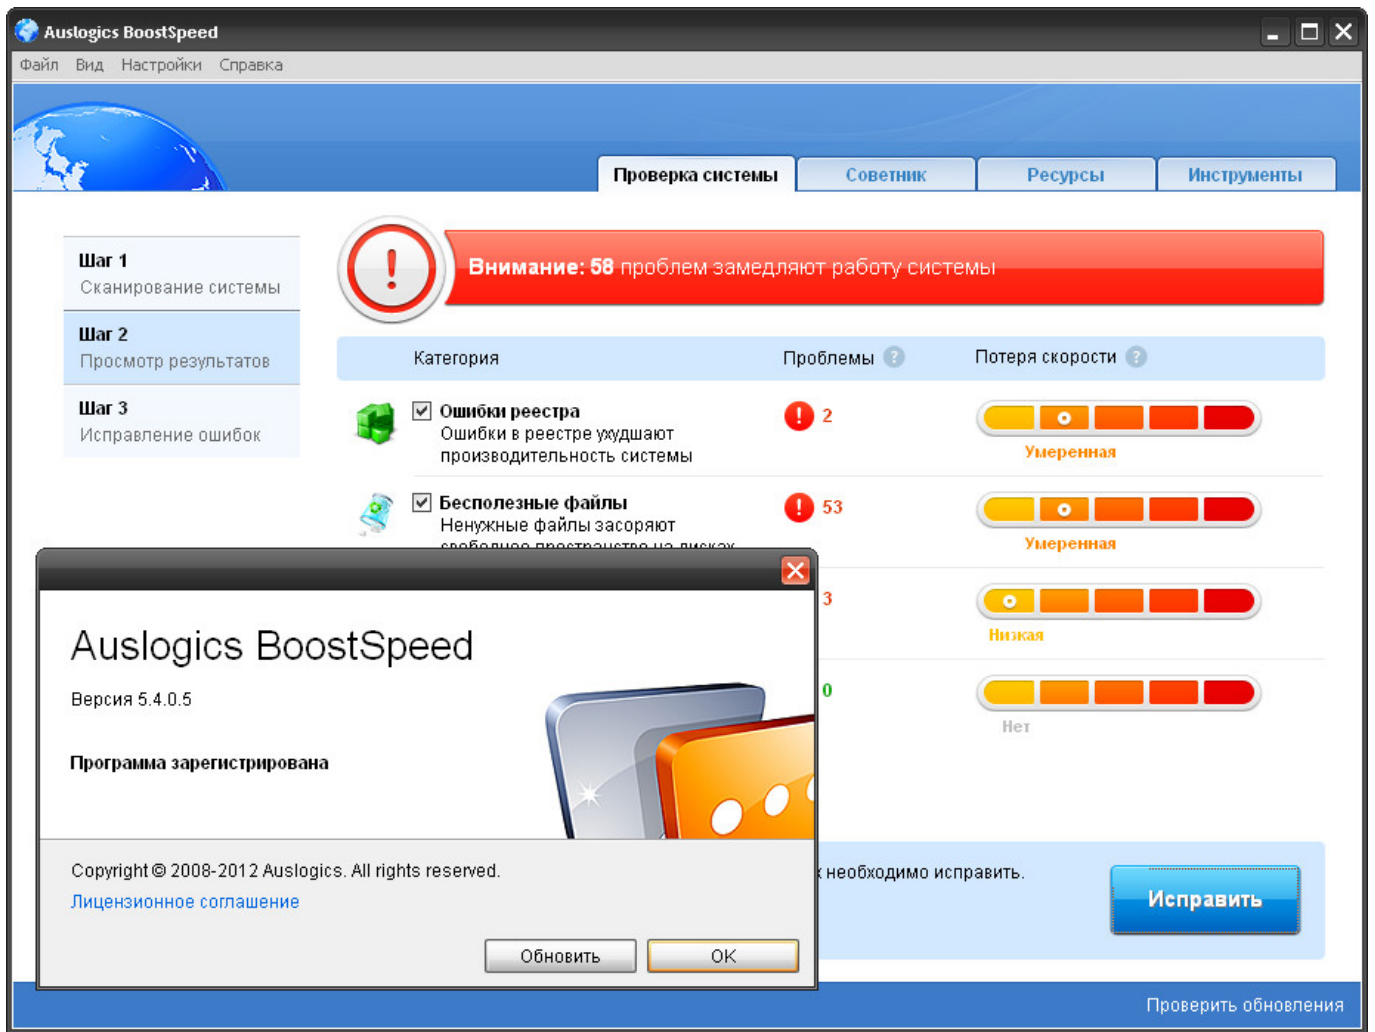 Auslogics BoostSpeed
Файл Вид Настройки Справка
Проверка системы Советник Ресурсы Инструменты
Шаг 1
Сканирование системы
Шаг 2
Просмотр результатов
Шаг 3
Исправление ошибок
Внимание: 58 проблем замедляют работу системы
Категория Проблемы ? Потеря скорости ?
Ошибки реестра
Ошибки в реестре ухудшают
производительность системы
2
Умеренная
Бесполезные файлы
Ненужные файлы засоряют
свободное пространство на дисках
53
Умеренная
3
Низкая
0
Нет
необходимо исправить.
Исправить
Auslogics BoostSpeed
Версия 5.4.0.5
Программа зарегистрирована
Copyright © 2008-2012 Auslogics. All rights reserved.
Лицензионное соглашение
Обновить OK
Проверить обновления